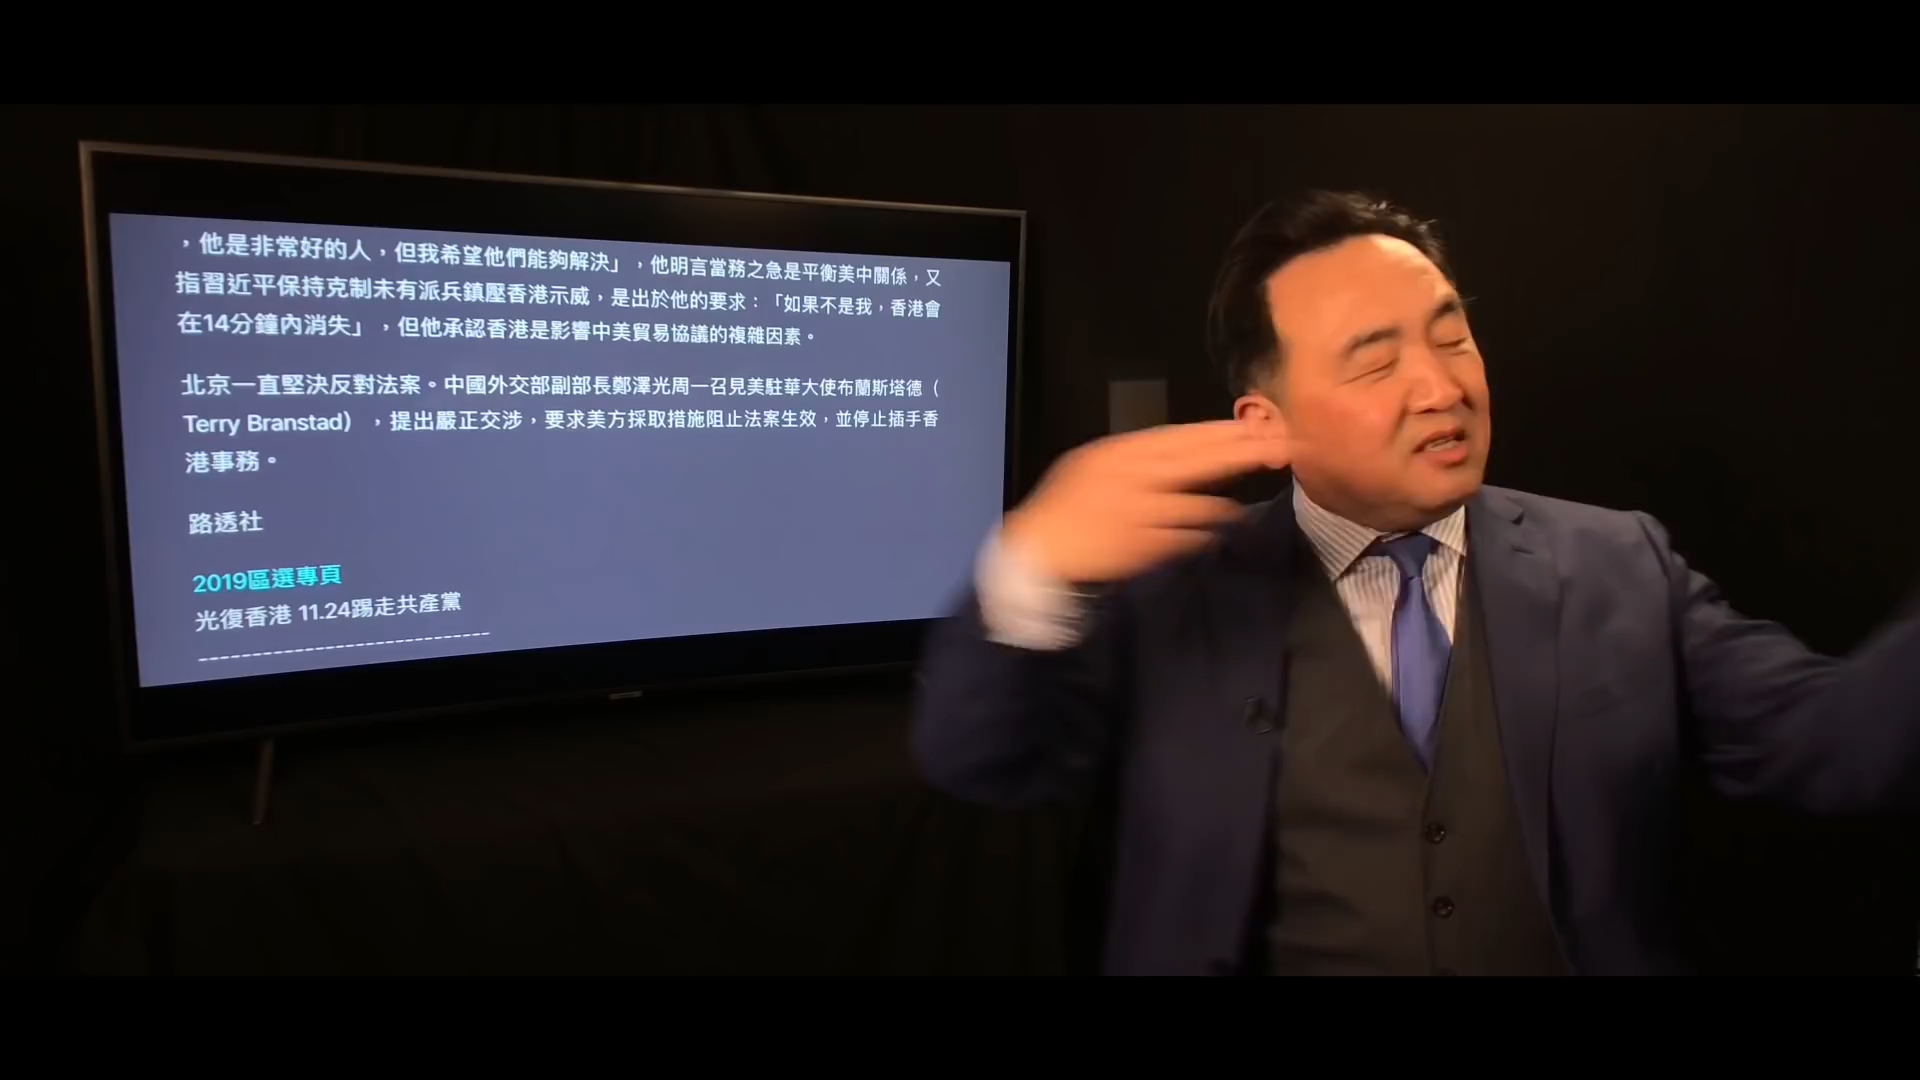 ，他是非常好的人，但我希望他們能夠解決」，他明言當務之急是平衡美中關係，又
指習近平保持克制未有派兵鎮壓香港示威，是出於他的要求：「如果不是我，香港會
在14分鐘內消失」，但他承認香港是影響中美貿易協議的複雜因素。
北京一直堅決反對法案。中國外交部副部長鄭澤光周一召見美駐華大使布蘭斯塔德（
Terry Branstad），提出嚴正交涉，要求美方採取措施阻止法案生效，並停止插手香
港事務。
路透社
2019區選專頁
光復香港 11.24踢走共產黨
-----------------------------